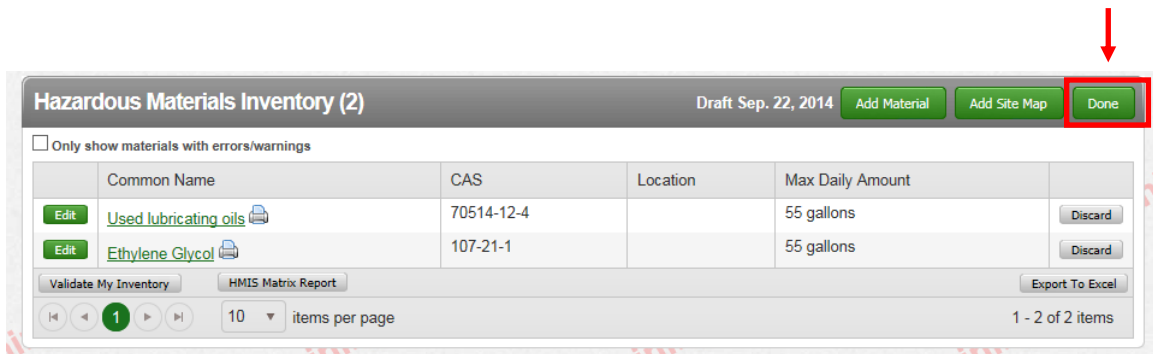 Hazardous Materials Inventory (2) Draft Sep. 22, 2014 Add Material Add Site Map Done
Only show materials with errors/warnings
Common Name CAS Location Max Daily Amount
Edit Used lubricating oils 70514-12-4 55 gallons Discard
Edit Ethylene Glycol 107-21-1 55 gallons Discard
Validate My Inventory HMIS Matrix Report Export To Excel
1 10 items per page 1 - 2 of 2 items